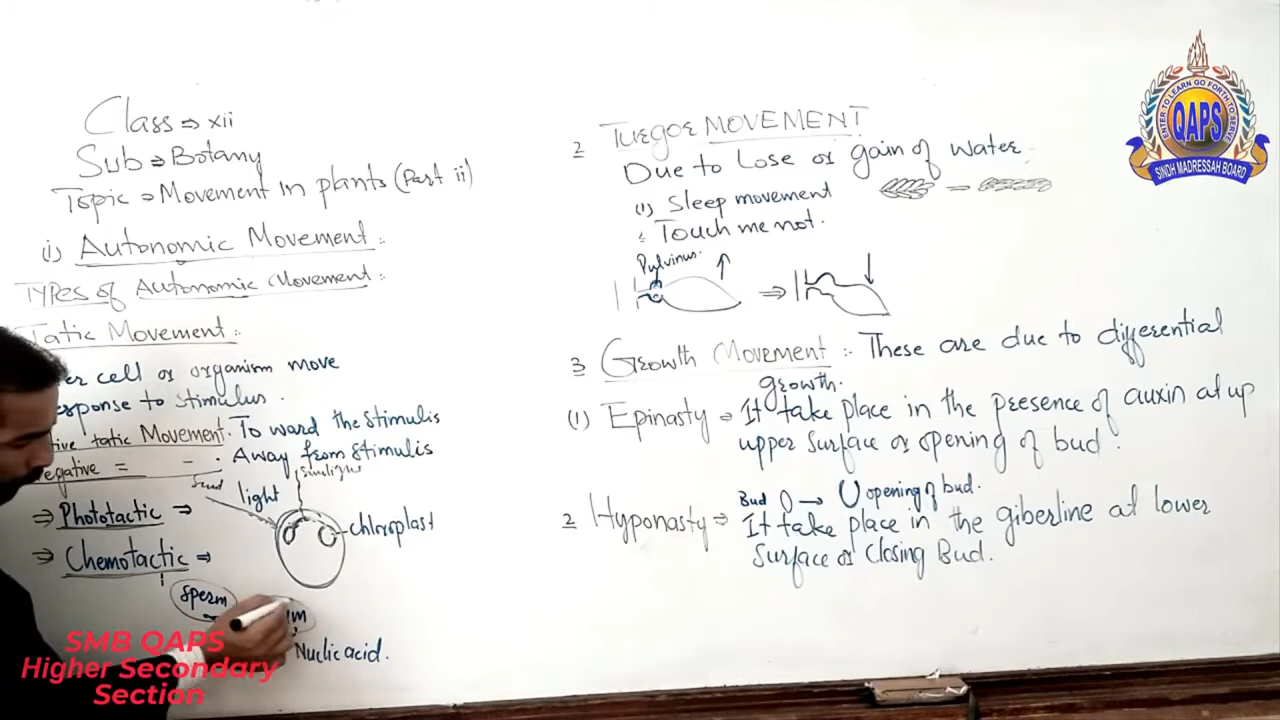 Class ⇒ xii
Sub ⇒ Botany
Topic ⇒ Movement in plants (Part ii)
(i) Autonomic Movement :-
TYPES of Autonomic Movement :-
Tatic Movement :-
cell or organism move
esponse to stimulus .
tive tatic Movement . To ward the stimulis
egative = - . Away from stimulis
sunlight
light
⇒ Phototactic ⇒
chloroplast
⇒ Chemotactic ⇒
Sperm
Nuclic acid.
2 Turgor MOVEMENT
Due to Lose or gain of water
(1) Sleep movement
Touch me not.
Pulvinus.
3 Growth Movement :- These are due to differential
growth.
(1) Epinasty ⇒ It take place in the presence of auxin at up
upper surface or opening of bud .
Bud → opening of bud.
2 Hyponasty ⇒ It take place in the giberline at lower
Surface or Closing Bud.
ENTER TO LEARN GO FORTH TO SERVE
QAPS
SINDH MADRESSAH BOARD
SMB QAPS
Higher Secondary
Section